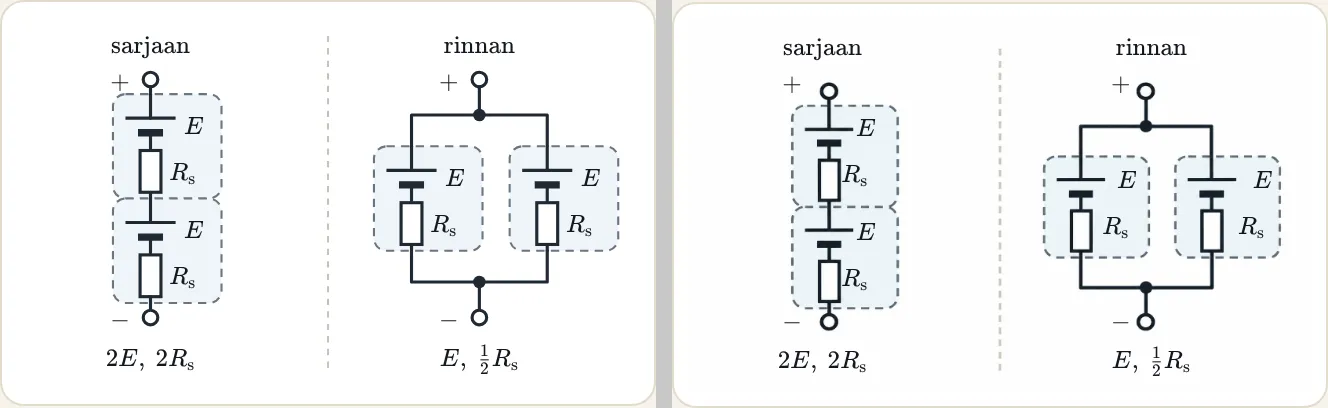 sarjaan
+
E
Rₛ
E
Rₛ
−
2E, 2Rₛ
rinnan
+
E
Rₛ
E
Rₛ
−
E, ½Rₛ
sarjaan
+
E
Rₛ
E
Rₛ
−
2E, 2Rₛ
rinnan
+
E
Rₛ
E
Rₛ
−
E, ½Rₛ